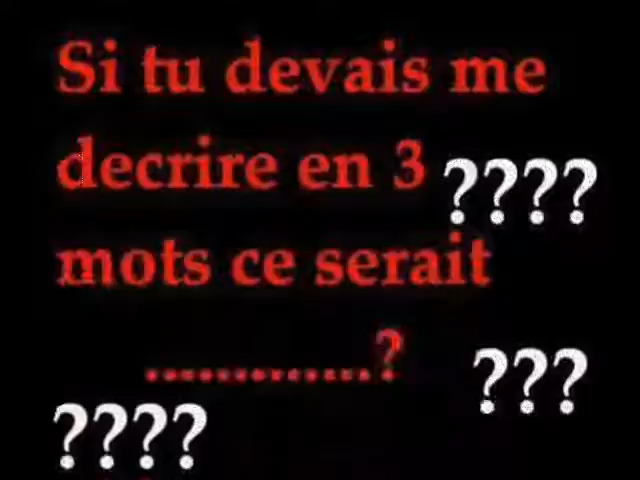 Si tu devais me
decrire en 3 ????
mots ce serait
..............? ???
????